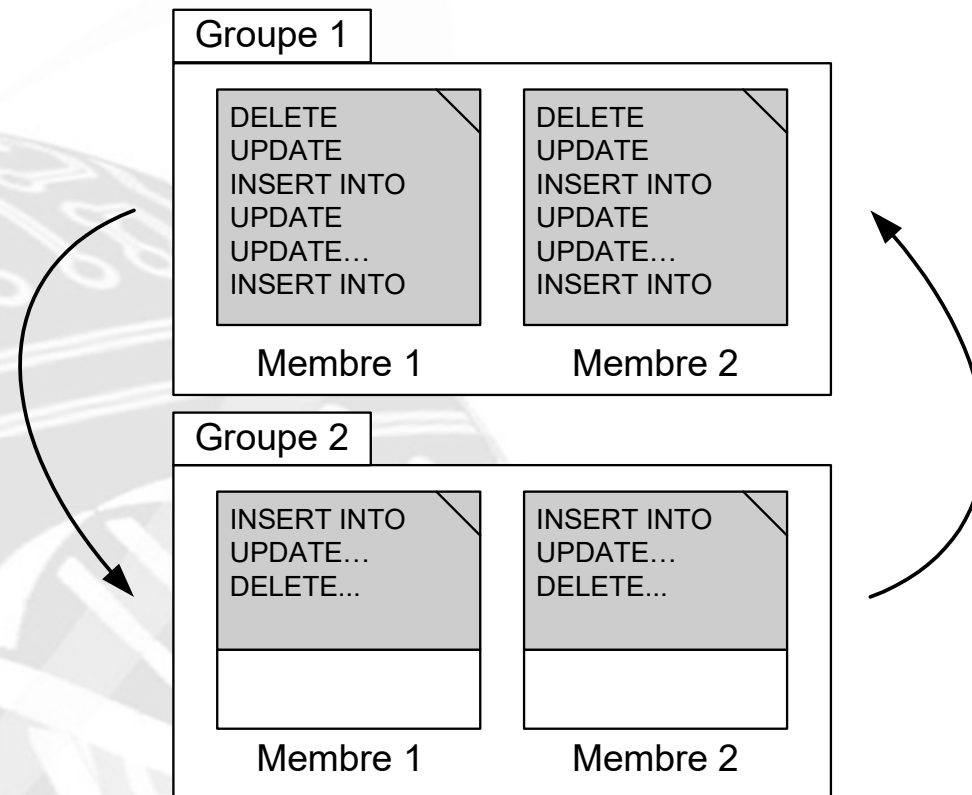 Groupe 1
DELETE
UPDATE
INSERT INTO
UPDATE
UPDATE…
INSERT INTO
Membre 1
DELETE
UPDATE
INSERT INTO
UPDATE
UPDATE…
INSERT INTO
Membre 2
Groupe 2
INSERT INTO
UPDATE…
DELETE...
Membre 1
INSERT INTO
UPDATE…
DELETE...
Membre 2